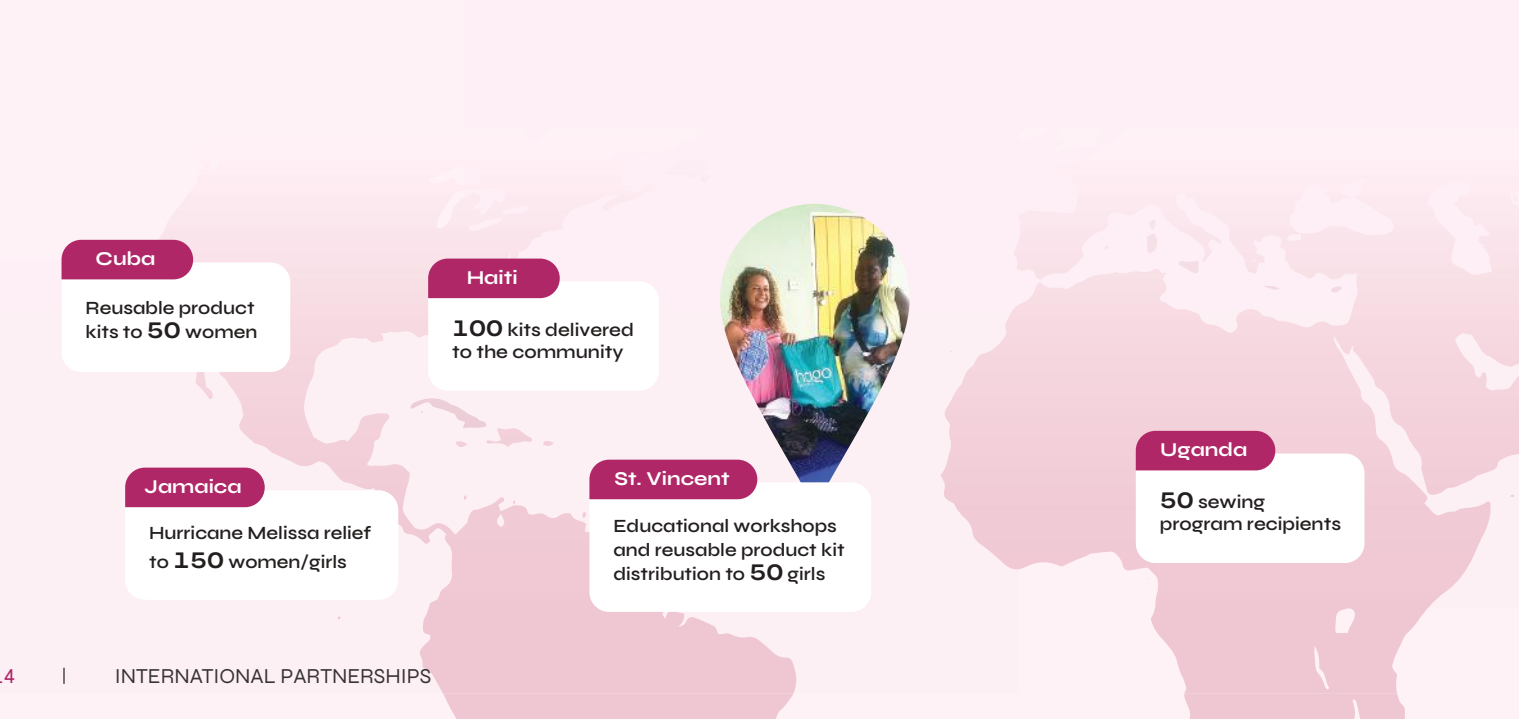 Cuba
Reusable product
kits to 50 women
Haiti
100 kits delivered
to the community
hago
Jamaica
Hurricane Melissa relief
to 150 women/girls
St. Vincent
Educational workshops
and reusable product kit
distribution to 50 girls
Uganda
50 sewing
program recipients
14 | INTERNATIONAL PARTNERSHIPS